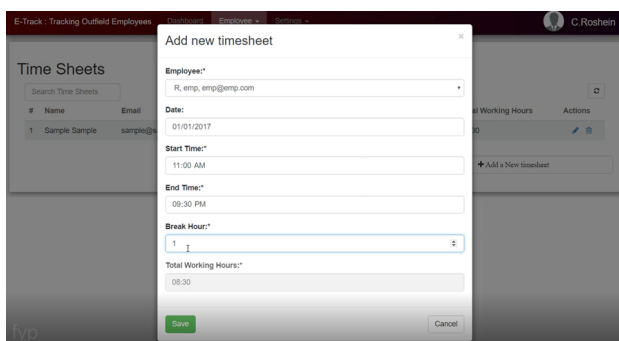 E-Track : Tracking Outfield Employees Dashboard Employee Settings C.Roshein
Add new timesheet ×
Time Sheets
Employee:*
R, emp, emp@emp.com
Search Time Sheets
# Name Email al Working Hours Actions
Date:
1 Sample Sample sample@s 30
01/01/2017
Start Time:*
11:00 AM
+ Add a New timesheet
End Time:*
09:30 PM
Break Hour:*
1
Total Working Hours:*
08:30
Save Cancel
fyp